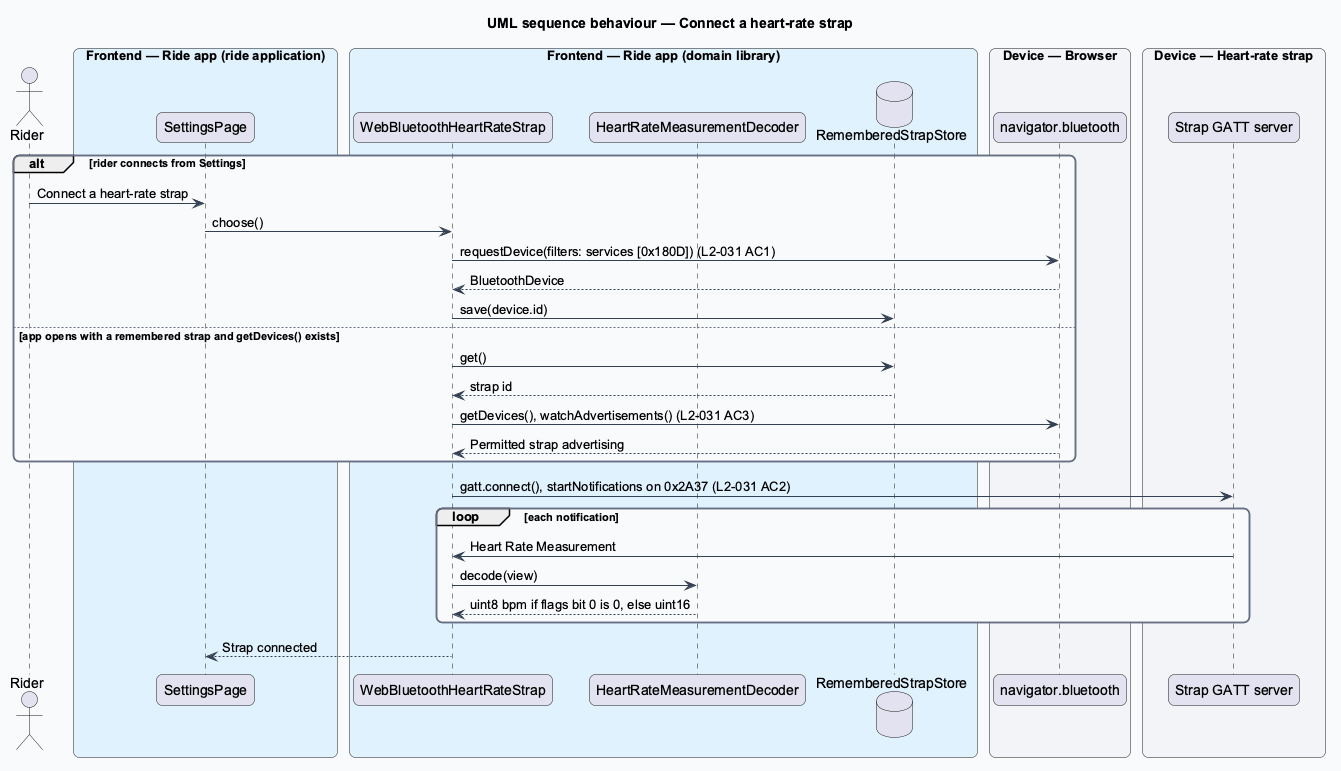 UML sequence behaviour — Connect a heart-rate strap
Frontend — Ride app (ride application)
Frontend — Ride app (domain library)
Device — Browser
Device — Heart-rate strap
Rider
SettingsPage
WebBluetoothHeartRateStrap
HeartRateMeasurementDecoder
RememberedStrapStore
navigator.bluetooth
Strap GATT server
alt
[rider connects from Settings]
Connect a heart-rate strap
choose()
requestDevice(filters: services [0x180D]) (L2-031 AC1)
BluetoothDevice
save(device.id)
[app opens with a remembered strap and getDevices() exists]
get()
strap id
getDevices(), watchAdvertisements() (L2-031 AC3)
Permitted strap advertising
gatt.connect(), startNotifications on 0x2A37 (L2-031 AC2)
loop
[each notification]
Heart Rate Measurement
decode(view)
uint8 bpm if flags bit 0 is 0, else uint16
Strap connected
Rider
SettingsPage
WebBluetoothHeartRateStrap
HeartRateMeasurementDecoder
RememberedStrapStore
navigator.bluetooth
Strap GATT server